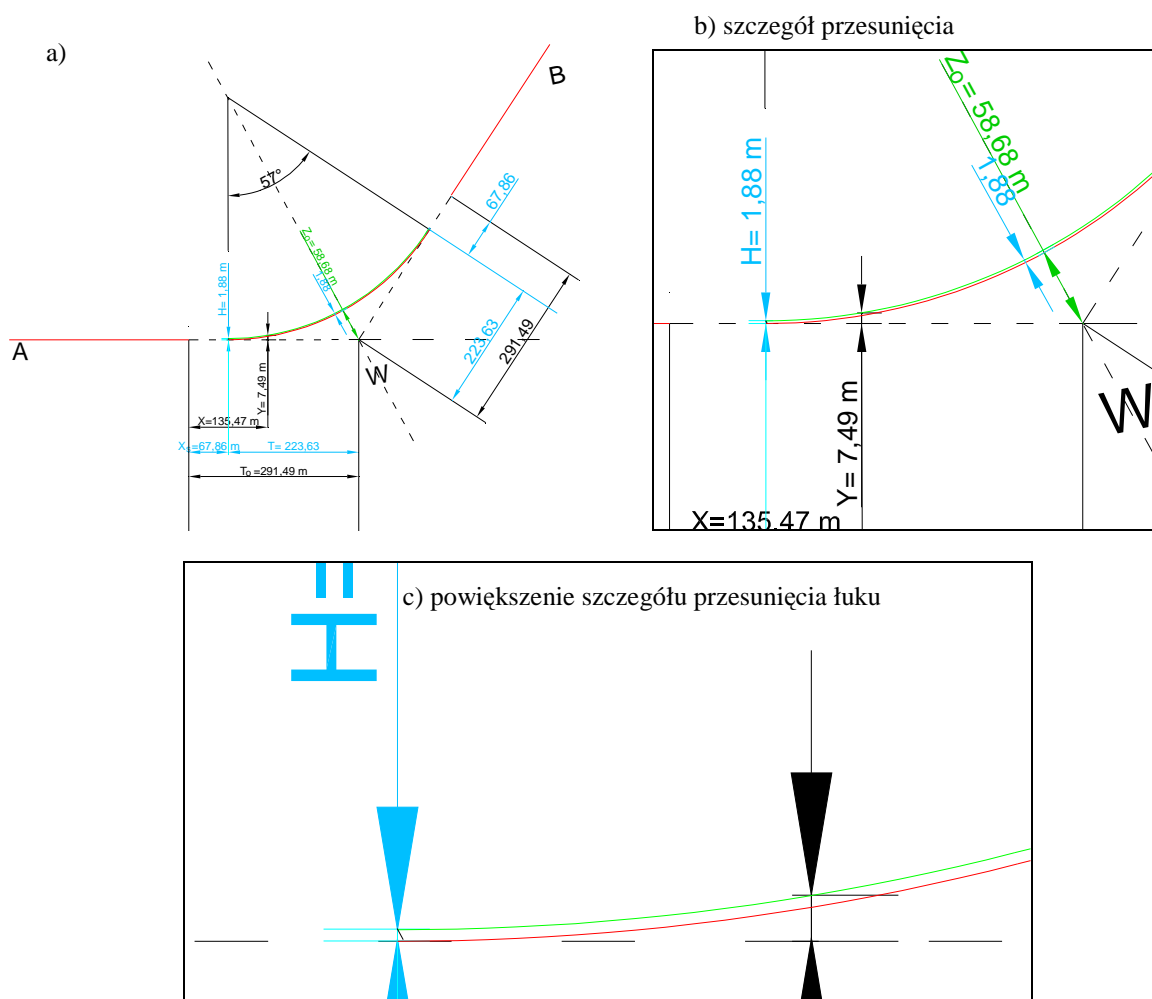 a)
A
B
W
57°
H= 1,88 m
Zo= 58,68 m
1,88
67,86
223,63
291,49
Y= 7,49 m
X=135,47 m
Xs=67,86 m
T= 223,63
To =291,49 m
b) szczegół przesunięcia
H= 1,88 m
Zo= 58,68 m
1,88
Y= 7,49 m
X=135,47 m
W
c) powiększenie szczegółu przesunięcia łuku
H=